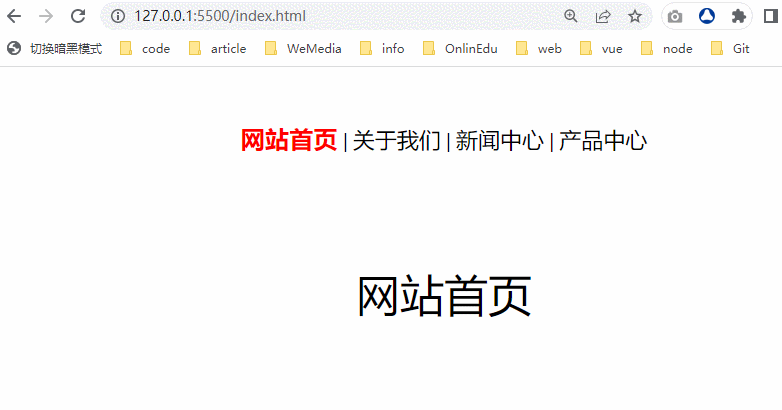 127.0.0.1:5500/index.html
切换暗黑模式 code article WeMedia info OnlinEdu web vue node Git
网站首页 | 关于我们 | 新闻中心 | 产品中心
网站首页